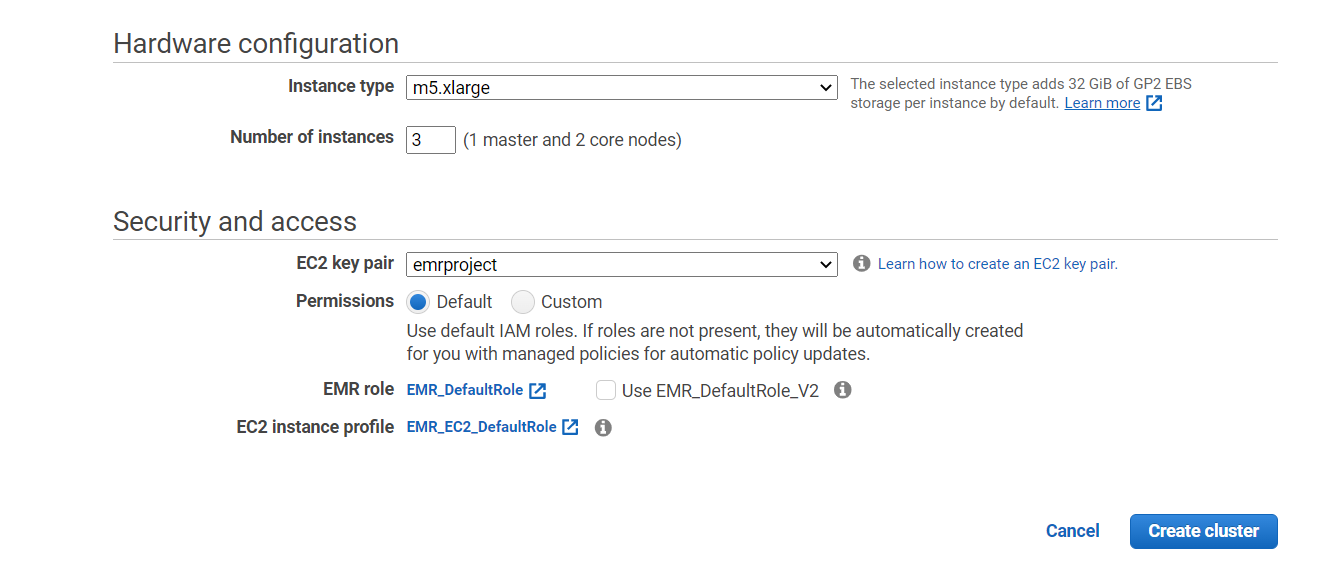 Hardware configuration
Instance type m5.xlarge The selected instance type adds 32 GiB of GP2 EBS
storage per instance by default. Learn more
Number of instances 3 (1 master and 2 core nodes)
Security and access
EC2 key pair emrproject Learn how to create an EC2 key pair.
Permissions Default Custom
Use default IAM roles. If roles are not present, they will be automatically created
for you with managed policies for automatic policy updates.
EMR role EMR_DefaultRole Use EMR_DefaultRole_V2
EC2 instance profile EMR_EC2_DefaultRole
Cancel Create cluster